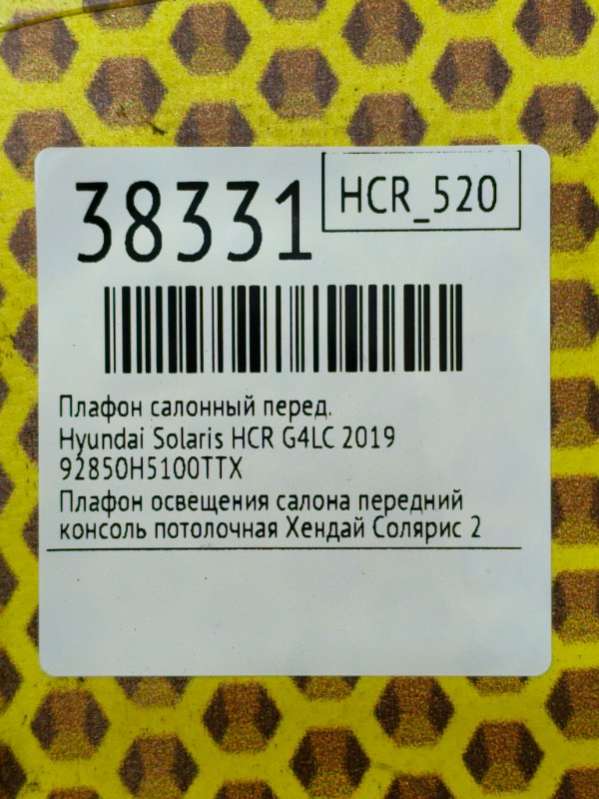 38331
HCR_520
Плафон салонный перед.
Hyundai Solaris HCR G4LC 2019
92850H5100TTX
Плафон освещения салона передний
консоль потолочная Хендай Солярис 2